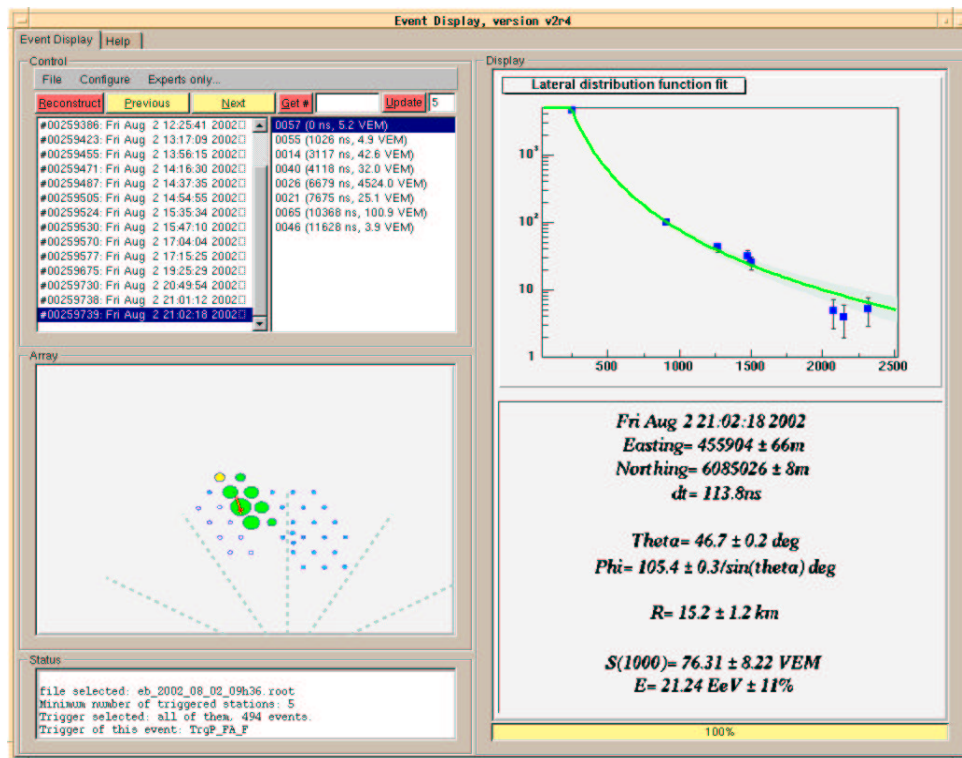 Event Display, version v2r4
Event Display Help
Control
File Configure Experts only...
Reconstruct Previous Next Get # Update 5
#00259386: Fri Aug 2 12:25:41 2002
#00259423: Fri Aug 2 13:17:09 2002
#00259455: Fri Aug 2 13:56:15 2002
#00259471: Fri Aug 2 14:16:30 2002
#00259487: Fri Aug 2 14:37:35 2002
#00259505: Fri Aug 2 14:54:55 2002
#00259524: Fri Aug 2 15:35:34 2002
#00259530: Fri Aug 2 15:47:10 2002
#00259570: Fri Aug 2 17:04:04 2002
#00259577: Fri Aug 2 17:15:25 2002
#00259675: Fri Aug 2 19:25:29 2002
#00259730: Fri Aug 2 20:49:54 2002
#00259738: Fri Aug 2 21:01:12 2002
#00259739: Fri Aug 2 21:02:18 2002
0057 (0 ns, 5.2 VEM)
0055 (1026 ns, 4.9 VEM)
0014 (3117 ns, 42.6 VEM)
0040 (4118 ns, 32.0 VEM)
0026 (6679 ns, 4524.0 VEM)
0021 (7675 ns, 25.1 VEM)
0065 (10368 ns, 100.9 VEM)
0046 (11628 ns, 3.9 VEM)
Array
Status
file selected: eb_2002_08_02_09h36.root
Minimum number of triggered stations: 5
Trigger selected: all of them, 494 events.
Trigger of this event: TrgP_FA_F
Display
Lateral distribution function fit
10³
10²
10
1
500 1000 1500 2000 2500
Fri Aug 2 21:02:18 2002
Easting= 455904 ± 66m
Northing= 6085026 ± 8m
dt= 113.8ns
Theta= 46.7 ± 0.2 deg
Phi= 105.4 ± 0.3/sin(theta) deg
R= 15.2 ± 1.2 km
S(1000)= 76.31 ± 8.22 VEM
E= 21.24 EeV ± 11%
100%